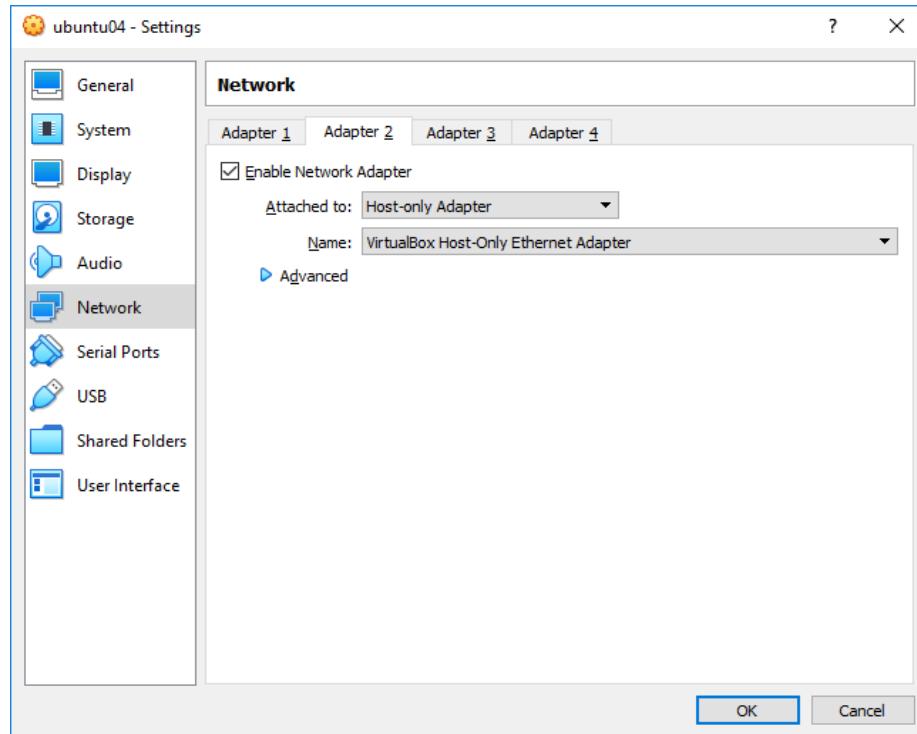 ubuntu04 - Settings ?
General
System
Display
Storage
Audio
Network
Serial Ports
USB
Shared Folders
User Interface
Network
Adapter 1 Adapter 2 Adapter 3 Adapter 4
Enable Network Adapter
Attached to: Host-only Adapter
Name: VirtualBox Host-Only Ethernet Adapter
Advanced
OK Cancel